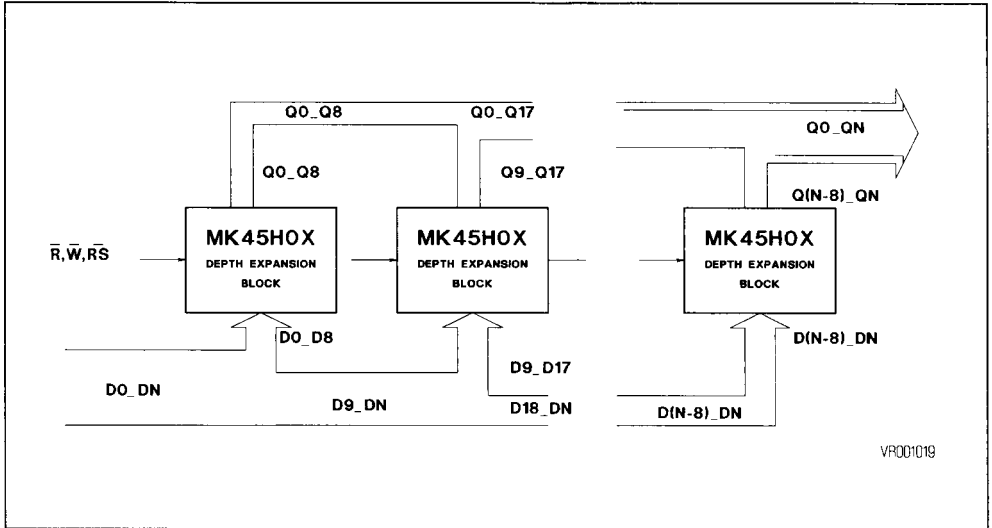 Q0_Q8
Q0_Q17
Q0_QN
Q0_Q8
Q9_Q17
Q(N-8)_QN
R̅,W̅,R̅S̅
MK45H0X
DEPTH EXPANSION
BLOCK
MK45H0X
DEPTH EXPANSION
BLOCK
MK45H0X
DEPTH EXPANSION
BLOCK
D0_D8
D(N-8)_DN
D9_D17
D0_DN
D9_DN
D18_DN
D(N-8)_DN
VR001019